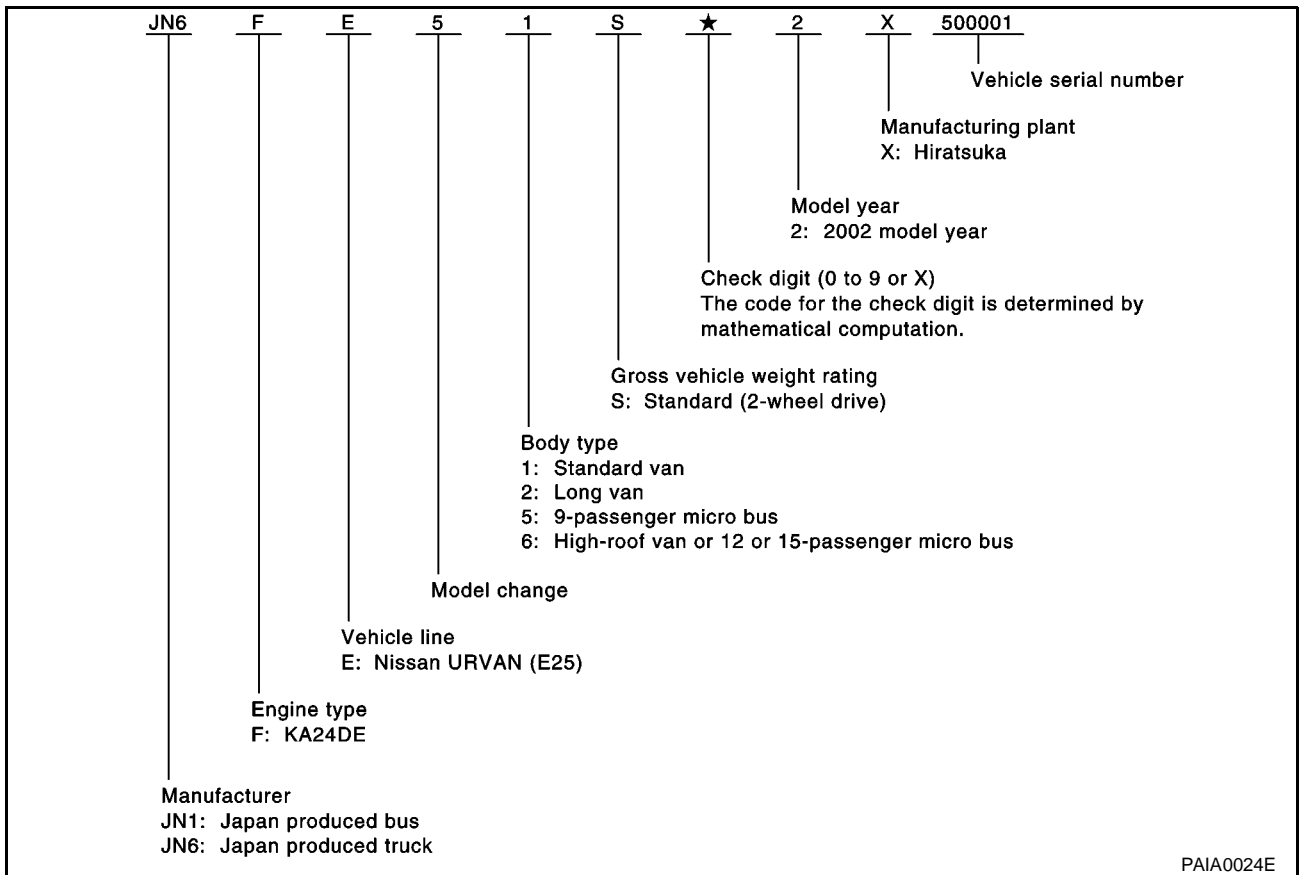 JN6 F E 5 1 S ★ 2 X 500001
Vehicle serial number
Manufacturing plant
X: Hiratsuka
Model year
2: 2002 model year
Check digit (0 to 9 or X)
The code for the check digit is determined by
mathematical computation.
Gross vehicle weight rating
S: Standard (2-wheel drive)
Body type
1: Standard van
2: Long van
5: 9-passenger micro bus
6: High-roof van or 12 or 15-passenger micro bus
Model change
Vehicle line
E: Nissan URVAN (E25)
Engine type
F: KA24DE
Manufacturer
JN1: Japan produced bus
JN6: Japan produced truck
PAIA0024E